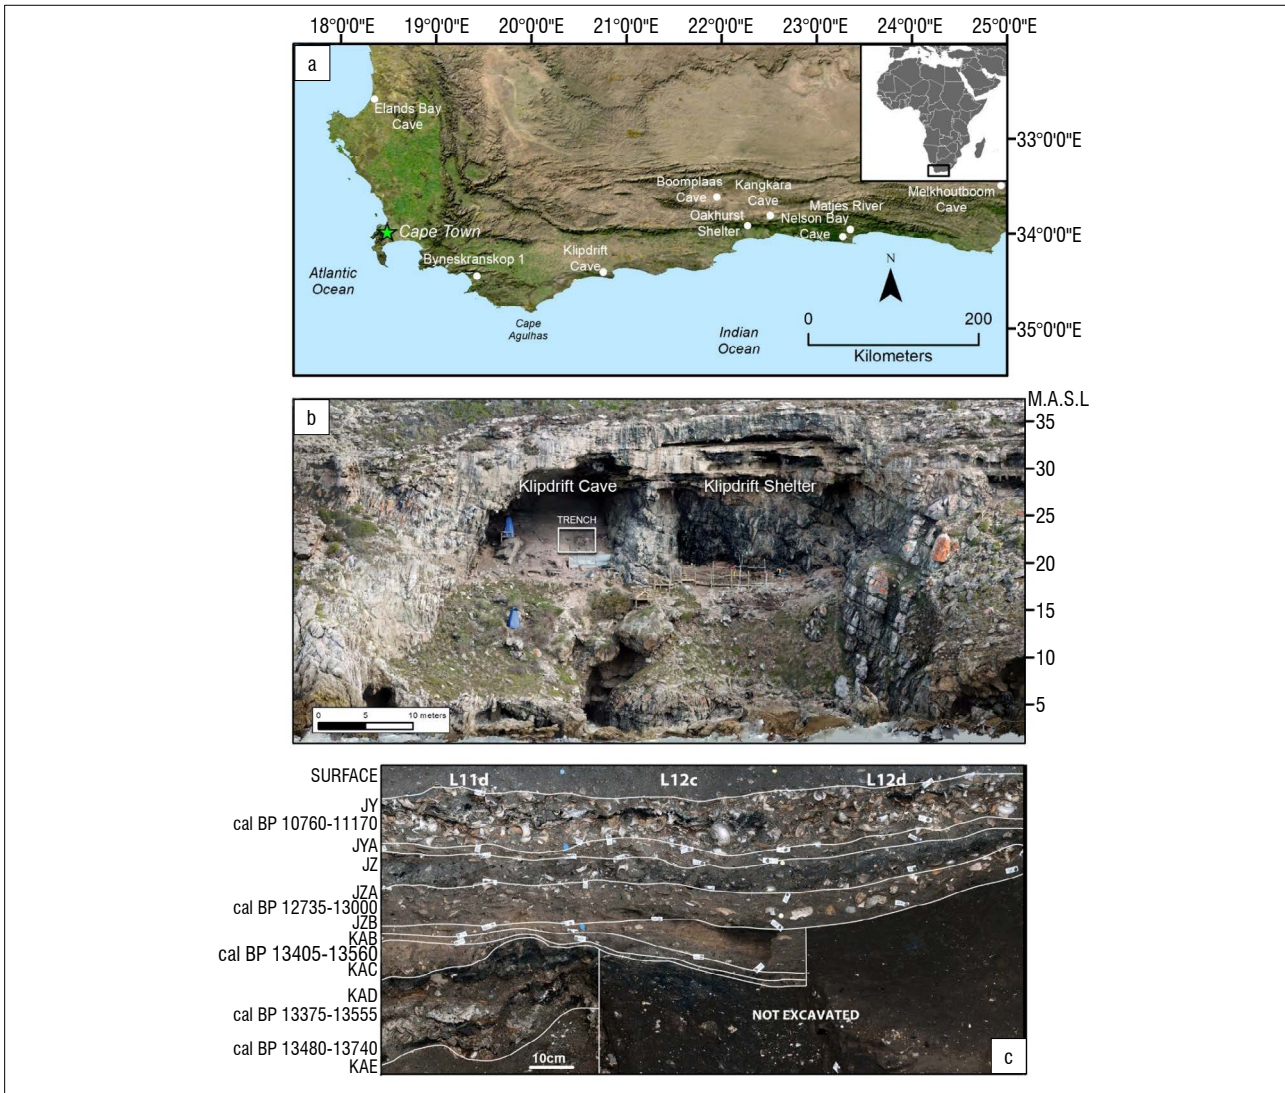 18°0'0"E 19°0'0"E 20°0'0"E 21°0'0"E 22°0'0"E 23°0'0"E 24°0'0"E 25°0'0"E
a
Elands Bay
Cave
33°0'0"E
Boomplaas
Cave
Kangkara
Cave
Melkhoutboom
Cave
Oakhurst
Shelter
Matjes River
Nelson Bay
Cave
34°0'0"E
Cape Town
Klipdrift
Cave
Byneskranskop 1
Atlantic
Ocean
N
Cape
Agulhas
Indian
Ocean
0 200
Kilometers
35°0'0"E
b
M.A.S.L
35
30
25
20
15
10
5
Klipdrift Cave
Klipdrift Shelter
TRENCH
0 5 10 meters
SURFACE
L11d L12c L12d
JY
cal BP 10760-11170
JYA
JZ
JZA
cal BP 12735-13000
JZB
KAB
cal BP 13405-13560
KAC
KAD
cal BP 13375-13555
NOT EXCAVATED
cal BP 13480-13740
KAE
10cm
c